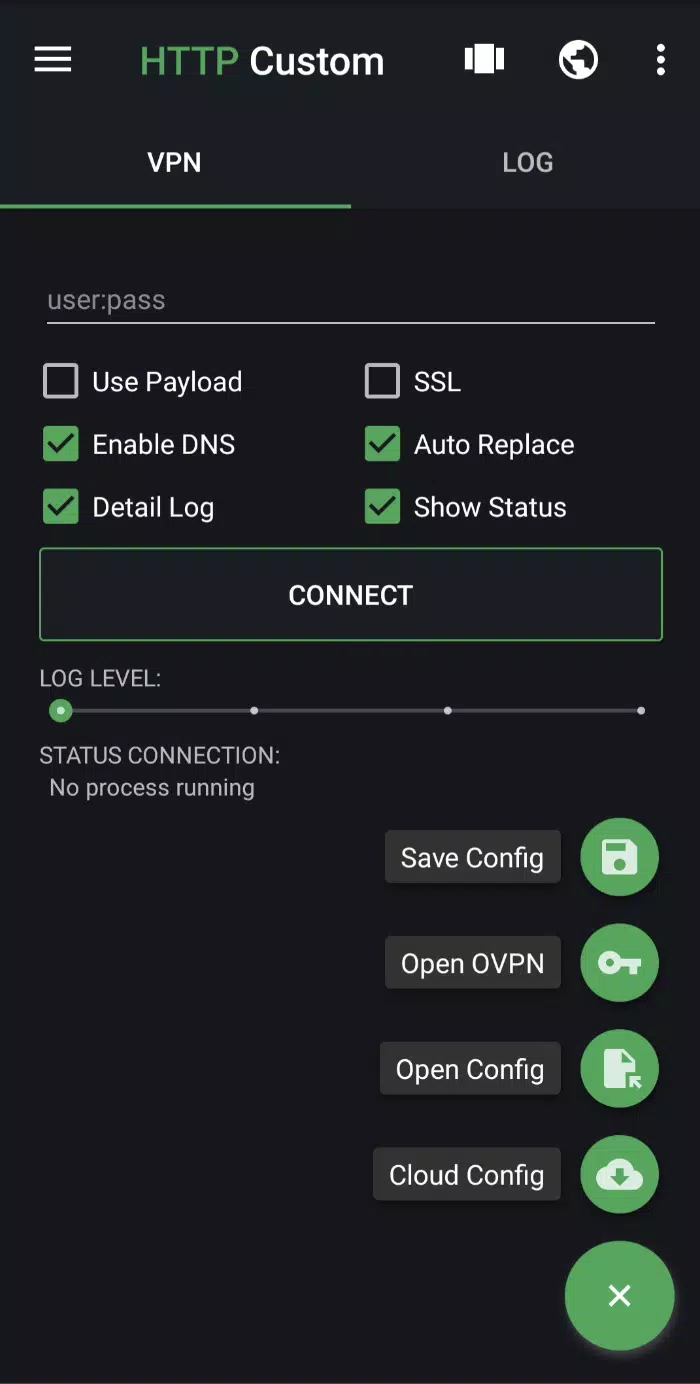 HTTP Custom
VPN
LOG
user:pass
Use Payload
SSL
Enable DNS
Auto Replace
Detail Log
Show Status
CONNECT
LOG LEVEL:
STATUS CONNECTION:
No process running
Save Config
Open OVPN
Open Config
Cloud Config